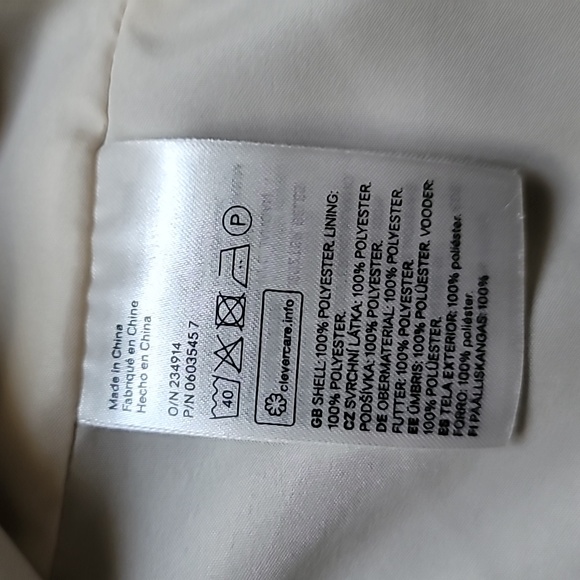 Made in China
Fabriqué en Chine
Hecho en China
O/N 234914
P/N 0603545 7
40 P
clevercare.info
GB SHELL: 100% POLYESTER. LINING:
100% POLYESTER.
CZ SVRCHNÍ LÁTKA: 100% POLYESTER.
PODŠÍVKA: 100% POLYESTER.
DE OBERMATERIAL: 100% POLYESTER.
FUTTER: 100% POLYESTER.
EE ÜMBRIS: 100% POLÜESTER. VOODER:
100% POLÜESTER.
ES TELA EXTERIOR: 100% poliéster.
FORRO: 100% poliéster.
FI PÄÄLLISKANGAS: 100%